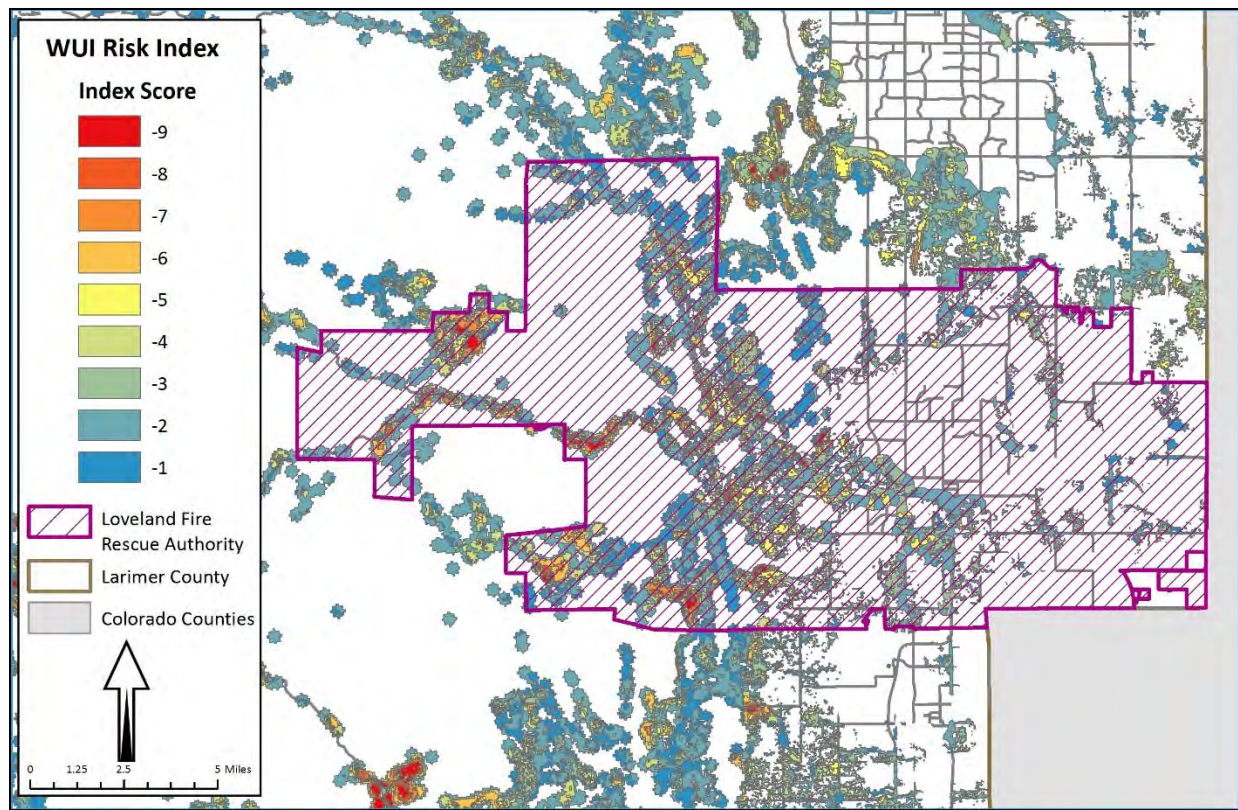 WUI Risk Index
Index Score
-9
-8
-7
-6
-5
-4
-3
-2
-1
Loveland Fire
Rescue Authority
Larimer County
Colorado Counties
0 1.25 2.5 5 Miles